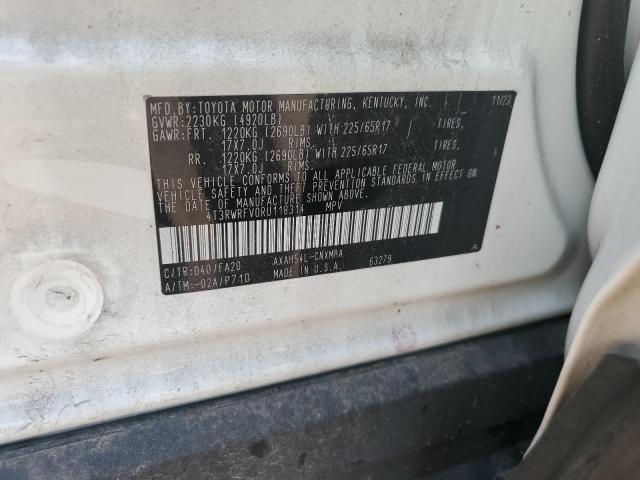 MFD.BY:TOYOTA MOTOR MANUFACTURING, KENTUCKY, INC. 11/23
GVWR:2230KG (4920LB)
GAWR:FRT. 1220KG (2690LB) WITH 225/65R17 TIRES,
17X7.0J RIMS.
RR. 1220KG (2690LB) WITH 225/65R17 TIRES,
17X7.0J RIMS.
THIS VEHICLE CONFORMS TO ALL APPLICABLE FEDERAL MOTOR
VEHICLE SAFETY AND THEFT PREVENTION STANDARDS IN EFFECT ON
THE DATE OF MANUFACTURE SHOWN ABOVE.
4T3RWRFV0RU118314 MPV
C/TR:040/FA20 AXAH54L-CNXMBA A
A/TM:-02A/P710 MADE IN U.S.A. 63279